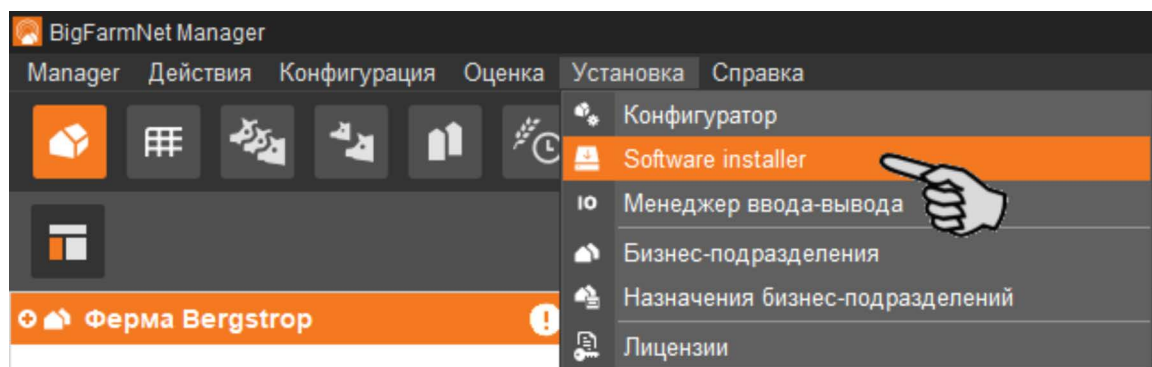 BigFarmNet Manager
Manager Действия Конфигурация Оценка Установка Справка
Конфигуратор
Software installer
IO Менеджер ввода-вывода
Бизнес-подразделения
Назначения бизнес-подразделений
Ферма Bergstrop
Лицензии